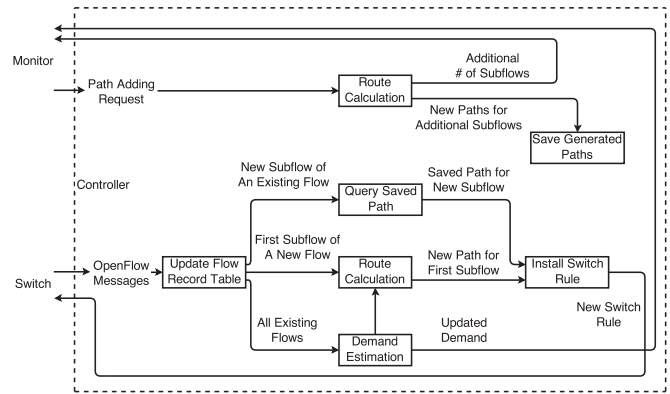 Monitor
Path Adding
Request
Route
Calculation
Additional
# of Subflows
New Paths for
Additional Subflows
Save Generated
Paths
Controller
New Subflow of
An Existing Flow
Query Saved
Path
Saved Path for
New Subflow
Switch
OpenFlow
Messages
Update Flow
Record Table
First Subflow of
A New Flow
Route
Calculation
New Path for
First Subflow
Install Switch
Rule
New Switch
Rule
All Existing
Flows
Demand
Estimation
Updated
Demand